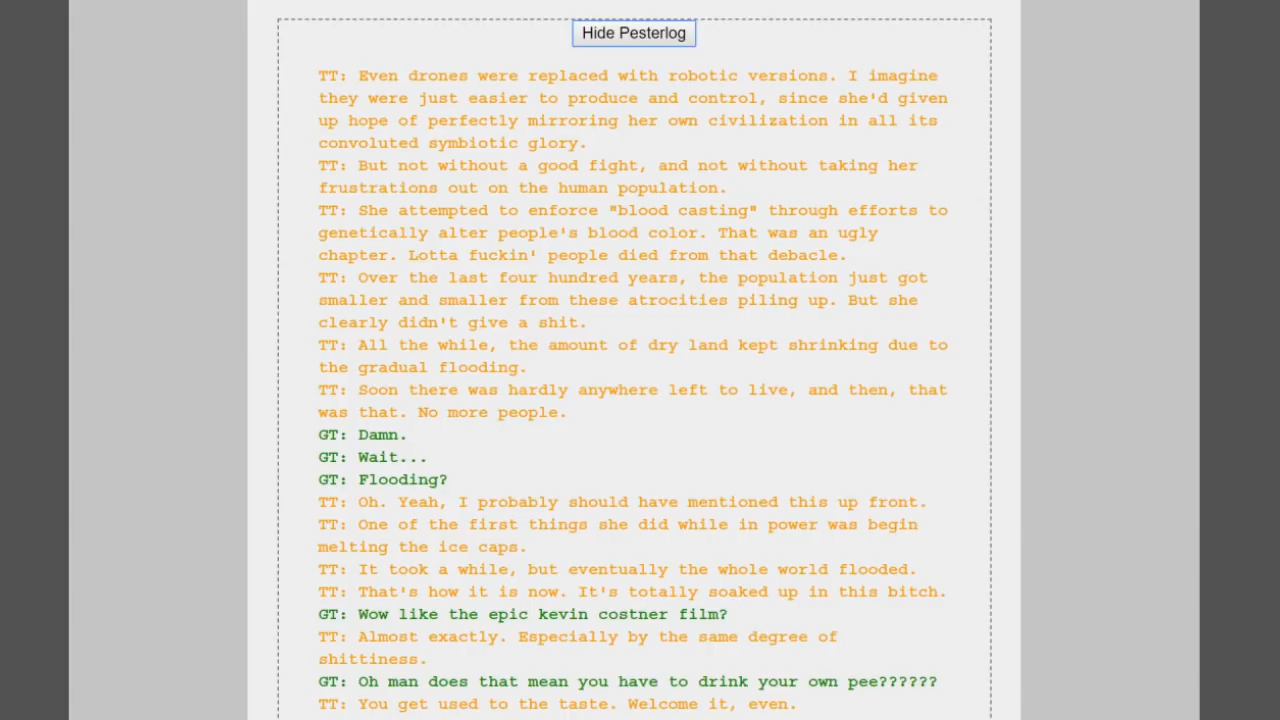 Hide Pesterlog
TT: Even drones were replaced with robotic versions. I imagine
they were just easier to produce and control, since she'd given
up hope of perfectly mirroring her own civilization in all its
convoluted symbiotic glory.
TT: But not without a good fight, and not without taking her
frustrations out on the human population.
TT: She attempted to enforce "blood casting" through efforts to
genetically alter people's blood color. That was an ugly
chapter. Lotta fuckin' people died from that debacle.
TT: Over the last four hundred years, the population just got
smaller and smaller from these atrocities piling up. But she
clearly didn't give a shit.
TT: All the while, the amount of dry land kept shrinking due to
the gradual flooding.
TT: Soon there was hardly anywhere left to live, and then, that
was that. No more people.
GT: Damn.
GT: Wait...
GT: Flooding?
TT: Oh. Yeah, I probably should have mentioned this up front.
TT: One of the first things she did while in power was begin
melting the ice caps.
TT: It took a while, but eventually the whole world flooded.
TT: That's how it is now. It's totally soaked up in this bitch.
GT: Wow like the epic kevin costner film?
TT: Almost exactly. Especially by the same degree of
shittiness.
GT: Oh man does that mean you have to drink your own pee??????
TT: You get used to the taste. Welcome it, even.